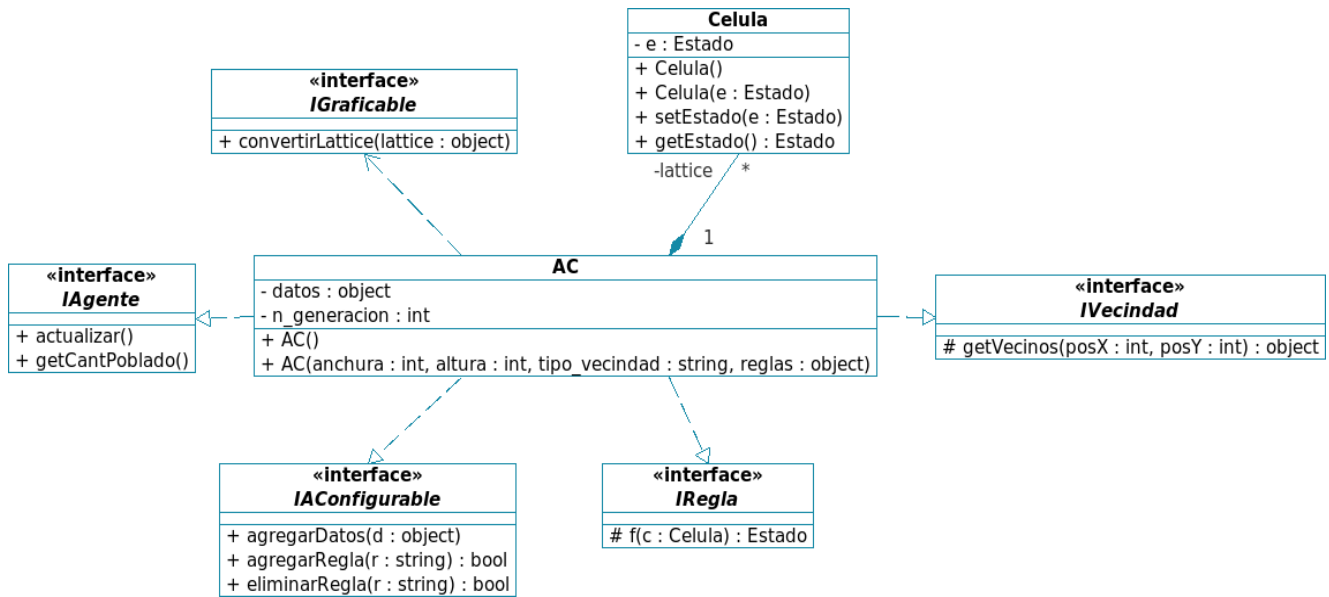 Celula
- e : Estado
+ Celula()
+ Celula(e : Estado)
+ setEstado(e : Estado)
+ getEstado() : Estado
«interface»
IGraficable
+ convertirLattice(lattice : object)
-lattice
*
1
«interface»
IAgente
+ actualizar()
+ getCantPoblado()
AC
- datos : object
- n_generacion : int
+ AC()
+ AC(anchura : int, altura : int, tipo_vecindad : string, reglas : object)
«interface»
IVecindad
# getVecinos(posX : int, posY : int) : object
«interface»
IAConfigurable
+ agregarDatos(d : object)
+ agregarRegla(r : string) : bool
+ eliminarRegla(r : string) : bool
«interface»
IRegla
# f(c : Celula) : Estado